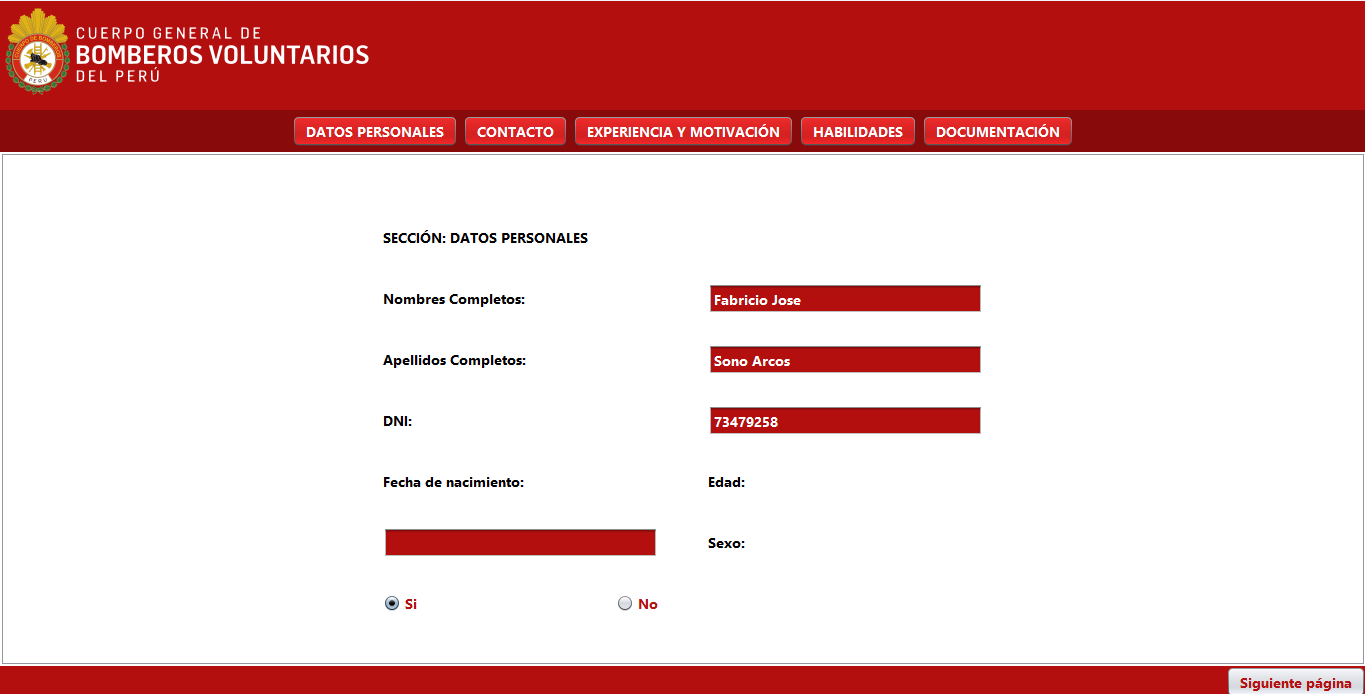 CUERPO GENERAL DE
BOMBEROS VOLUNTARIOS
DEL PERÚ
DATOS PERSONALES CONTACTO EXPERIENCIA Y MOTIVACIÓN HABILIDADES DOCUMENTACIÓN
SECCIÓN: DATOS PERSONALES
Nombres Completos: Fabricio Jose
Apellidos Completos: Sono Arcos
DNI: 73479258
Fecha de nacimiento: Edad:
Sexo:
Si No
Siguiente página